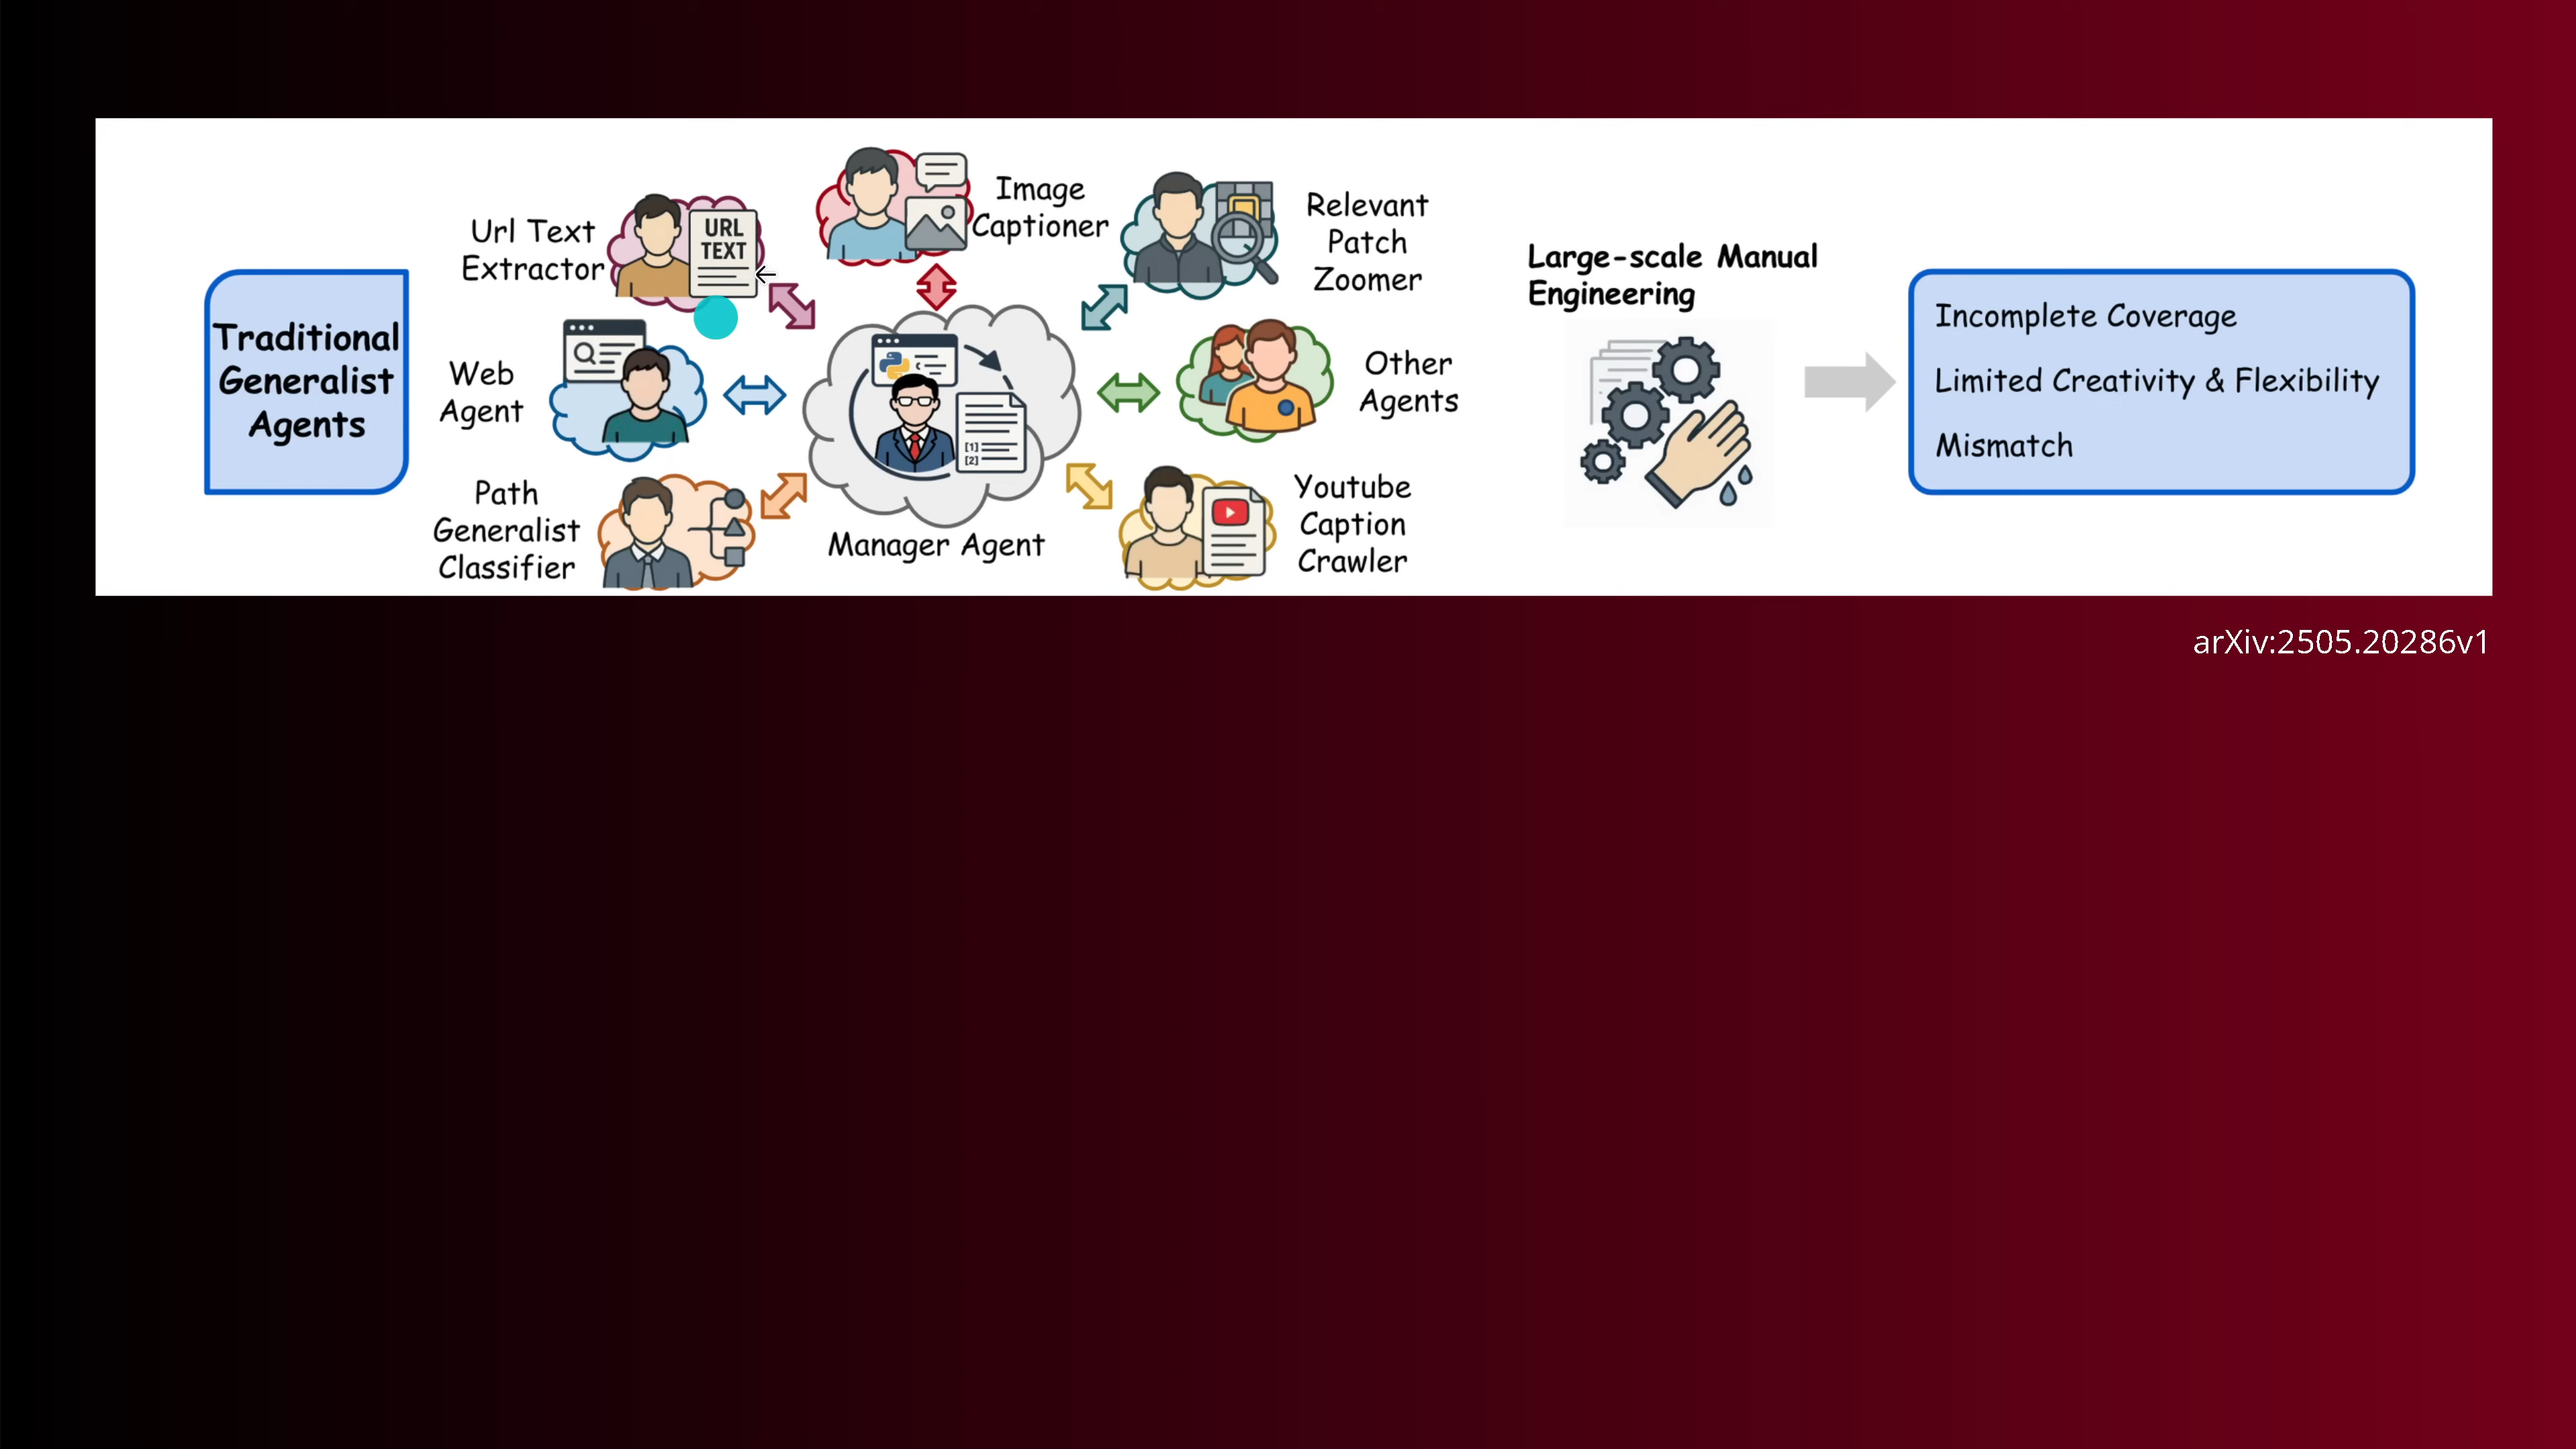 Traditional
Generalist
Agents
Url Text
Extractor
URL
TEXT
Image
Captioner
Relevant
Patch
Zoomer
Web
Agent
Other
Agents
[1]
[2]
Path
Generalist
Classifier
Manager Agent
Youtube
Caption
Crawler
Large-scale Manual
Engineering
Incomplete Coverage
Limited Creativity & Flexibility
Mismatch
arXiv:2505.20286v1